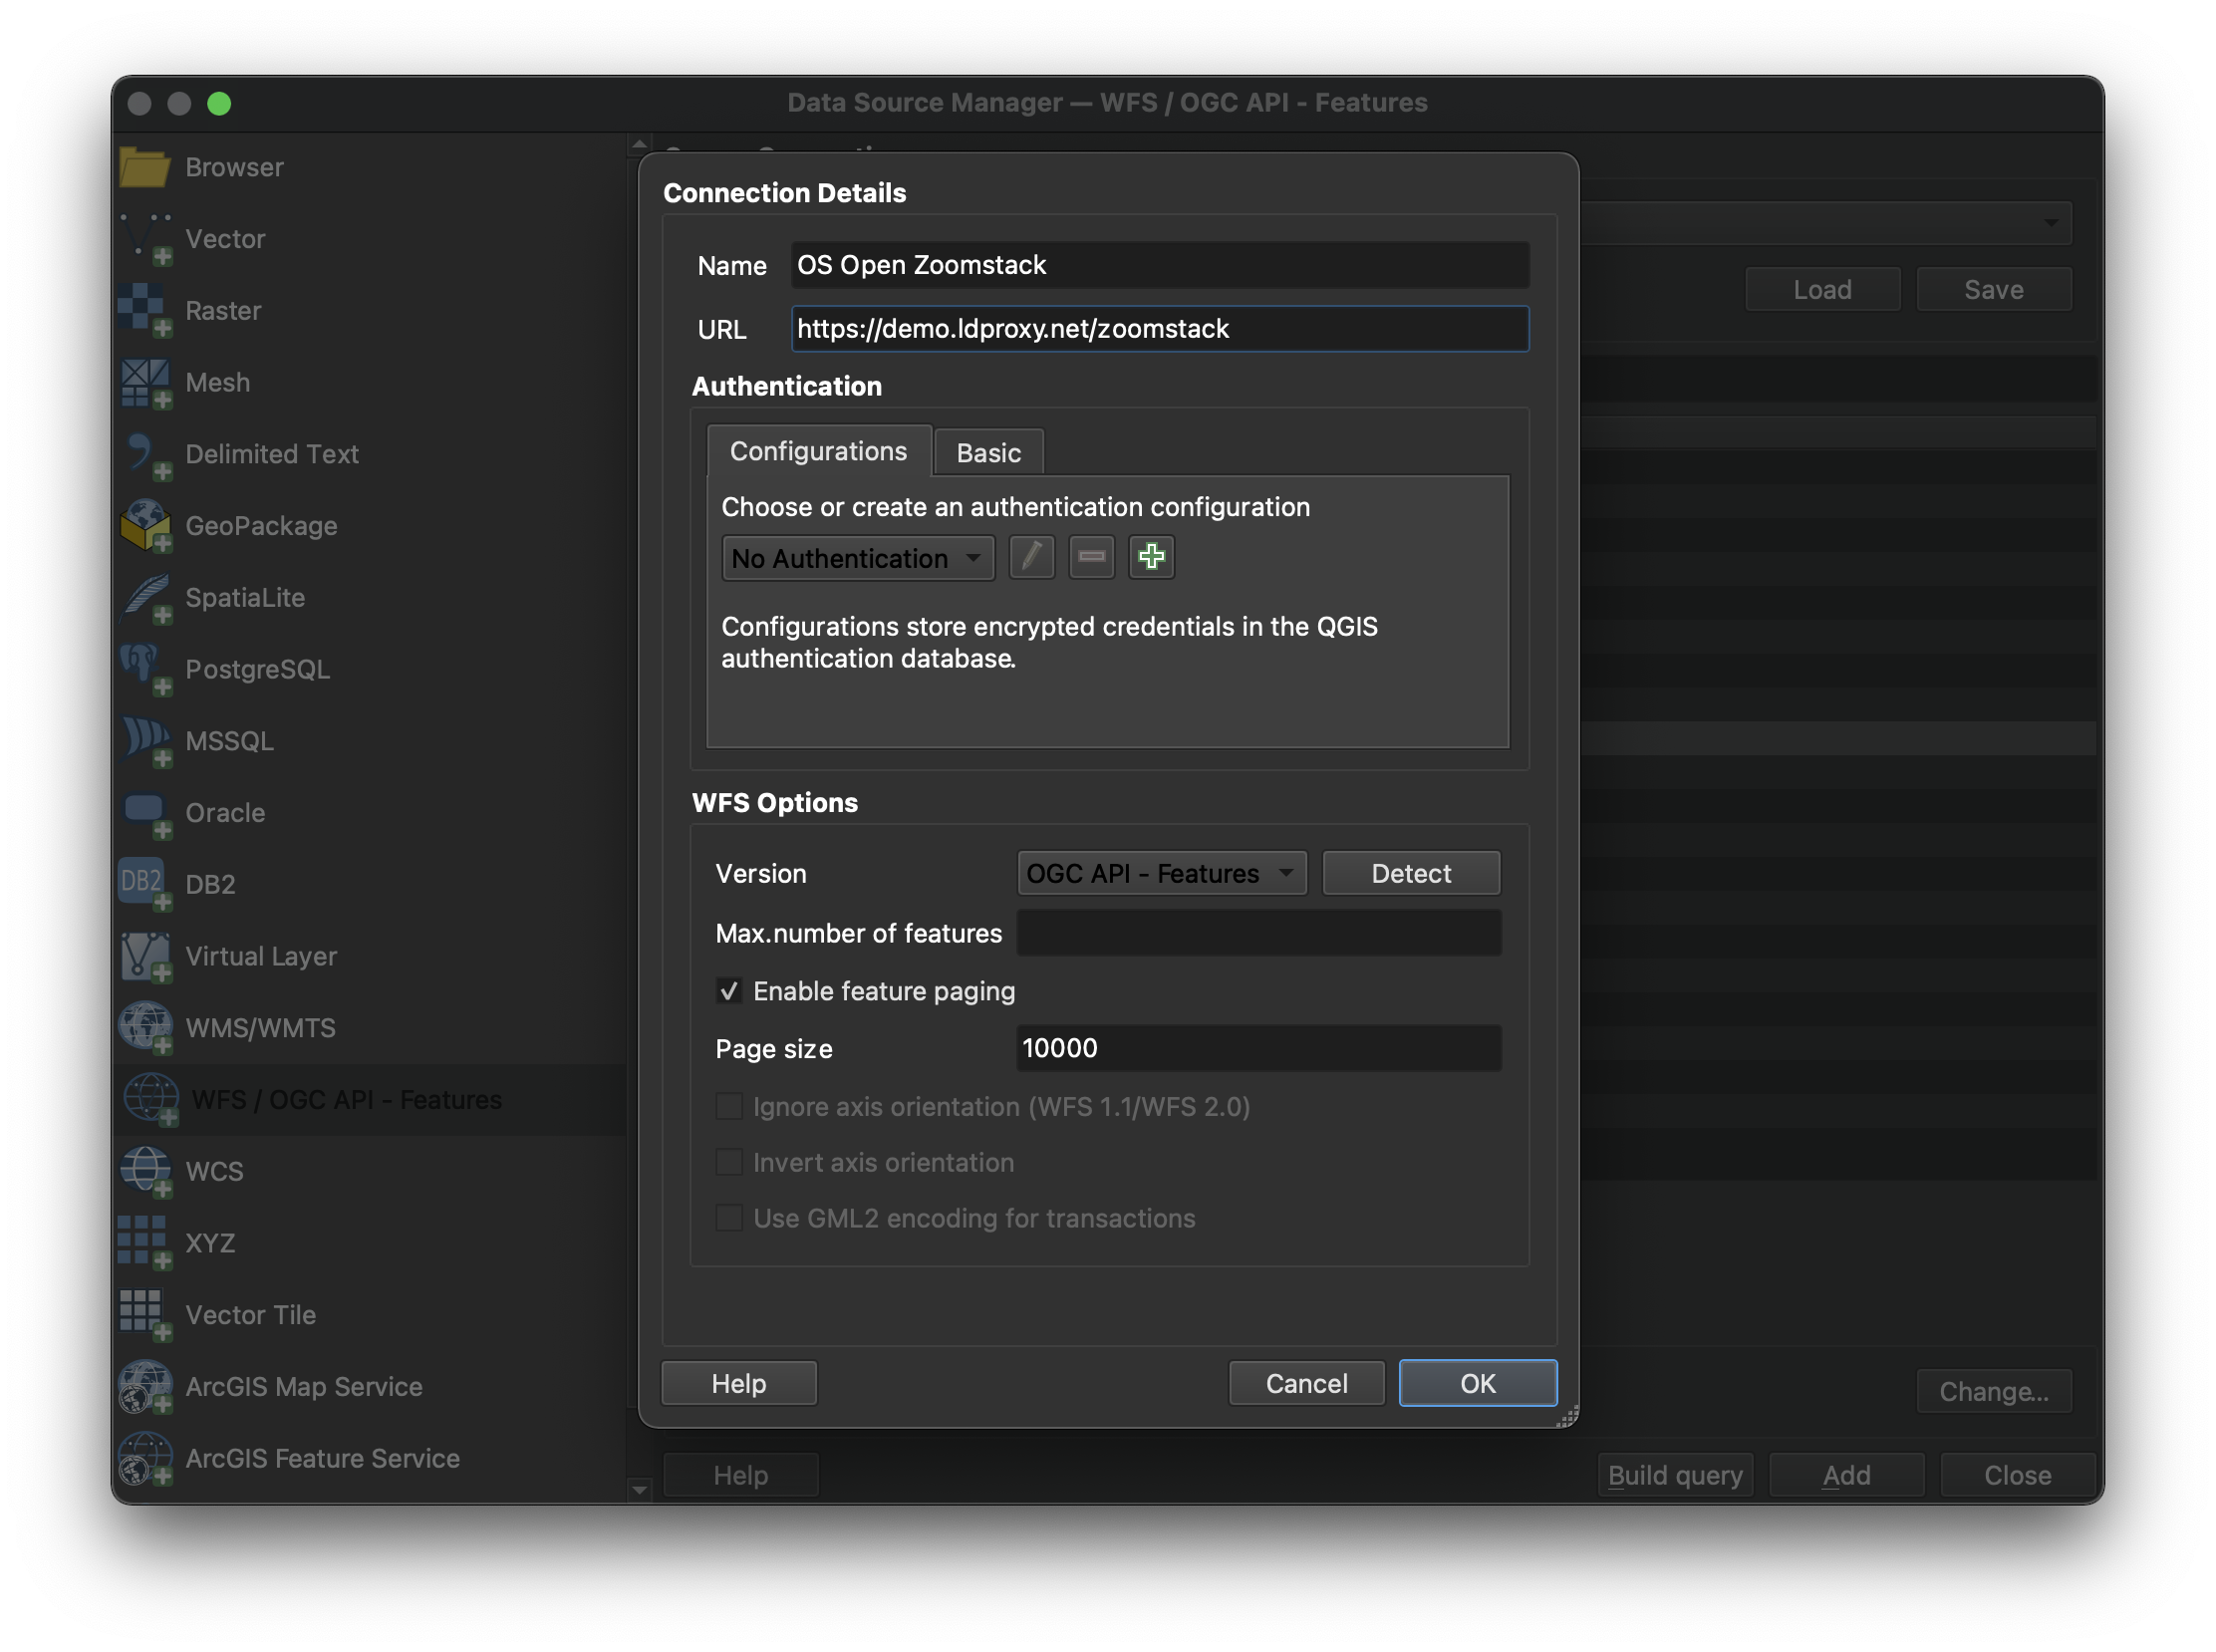 Data Source Manager — WFS / OGC API - Features
Browser
Vector
Raster
Mesh
Delimited Text
GeoPackage
SpatiaLite
PostgreSQL
MSSQL
Oracle
DB2
DB2
Virtual Layer
WMS/WMTS
WFS / OGC API - Features
WCS
XYZ
Vector Tile
ArcGIS Map Service
ArcGIS Feature Service
Load
Save
Connection Details
Name
OS Open Zoomstack
URL
https://demo.ldproxy.net/zoomstack
Authentication
Configurations
Basic
Choose or create an authentication configuration
No Authentication
Configurations store encrypted credentials in the QGIS
authentication database.
WFS Options
Version
OGC API - Features
Detect
Max.number of features
Enable feature paging
Page size
10000
Ignore axis orientation (WFS 1.1/WFS 2.0)
Invert axis orientation
Use GML2 encoding for transactions
Help
Cancel
OK
Change...
Help
Build query
Add
Close